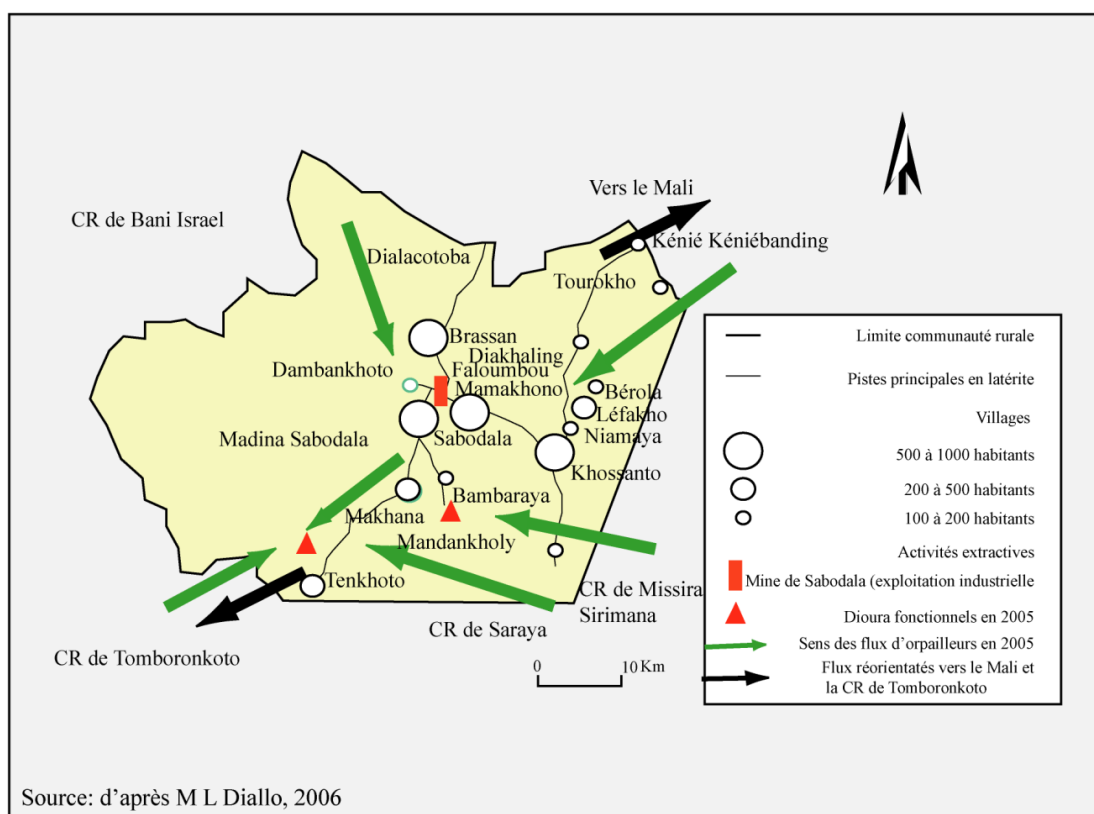 Vers le Mali
CR de Bani Israel
Kénié Kéniébanding
Dialacotoba
Tourokho
Brassan
Diakhaling
Dambankhoto
Faloumbou
Mamakhono
Bérola
Léfakno
Madina Sabodala
Sabodala
Niamaya
Khossanto
Bambaraya
Makhana
Mandankholy
Tenkhoto
CR de Missira
Sirimana
CR de Saraya
CR de Tomboronkoto
0 10 Km
Limite communauté rurale
Pistes principales en latérite
Villages
500 à 1000 habitants
200 à 500 habitants
100 à 200 habitants
Activités extractives
Mine de Sabodala (exploitation industrielle
Dioura fonctionnels en 2005
Sens des flux d'orpailleurs en 2005
Flux réorientatés vers le Mali et
la CR de Tomboronkoto
Source: d'après M L Diallo, 2006